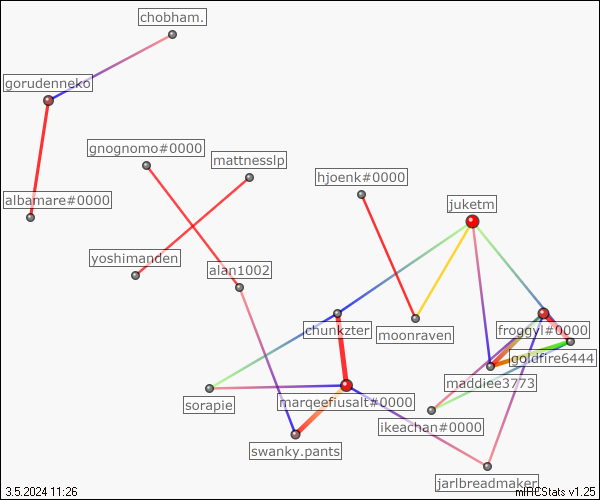 chobham.
gorudenneko
gnognomo#0000
mattnesslp
hjoenk#0000
albamare#0000
juketm
yoshimanden
alan1002
chunkzter
moonraven
froggyl#0000
goldfire6444
maddiee3773
sorapie
marqeefiusalt#0000
ikeachan#0000
swanky.pants
jarlbreadmaker
3.5.2024 11:26
mIRCStats v1.25